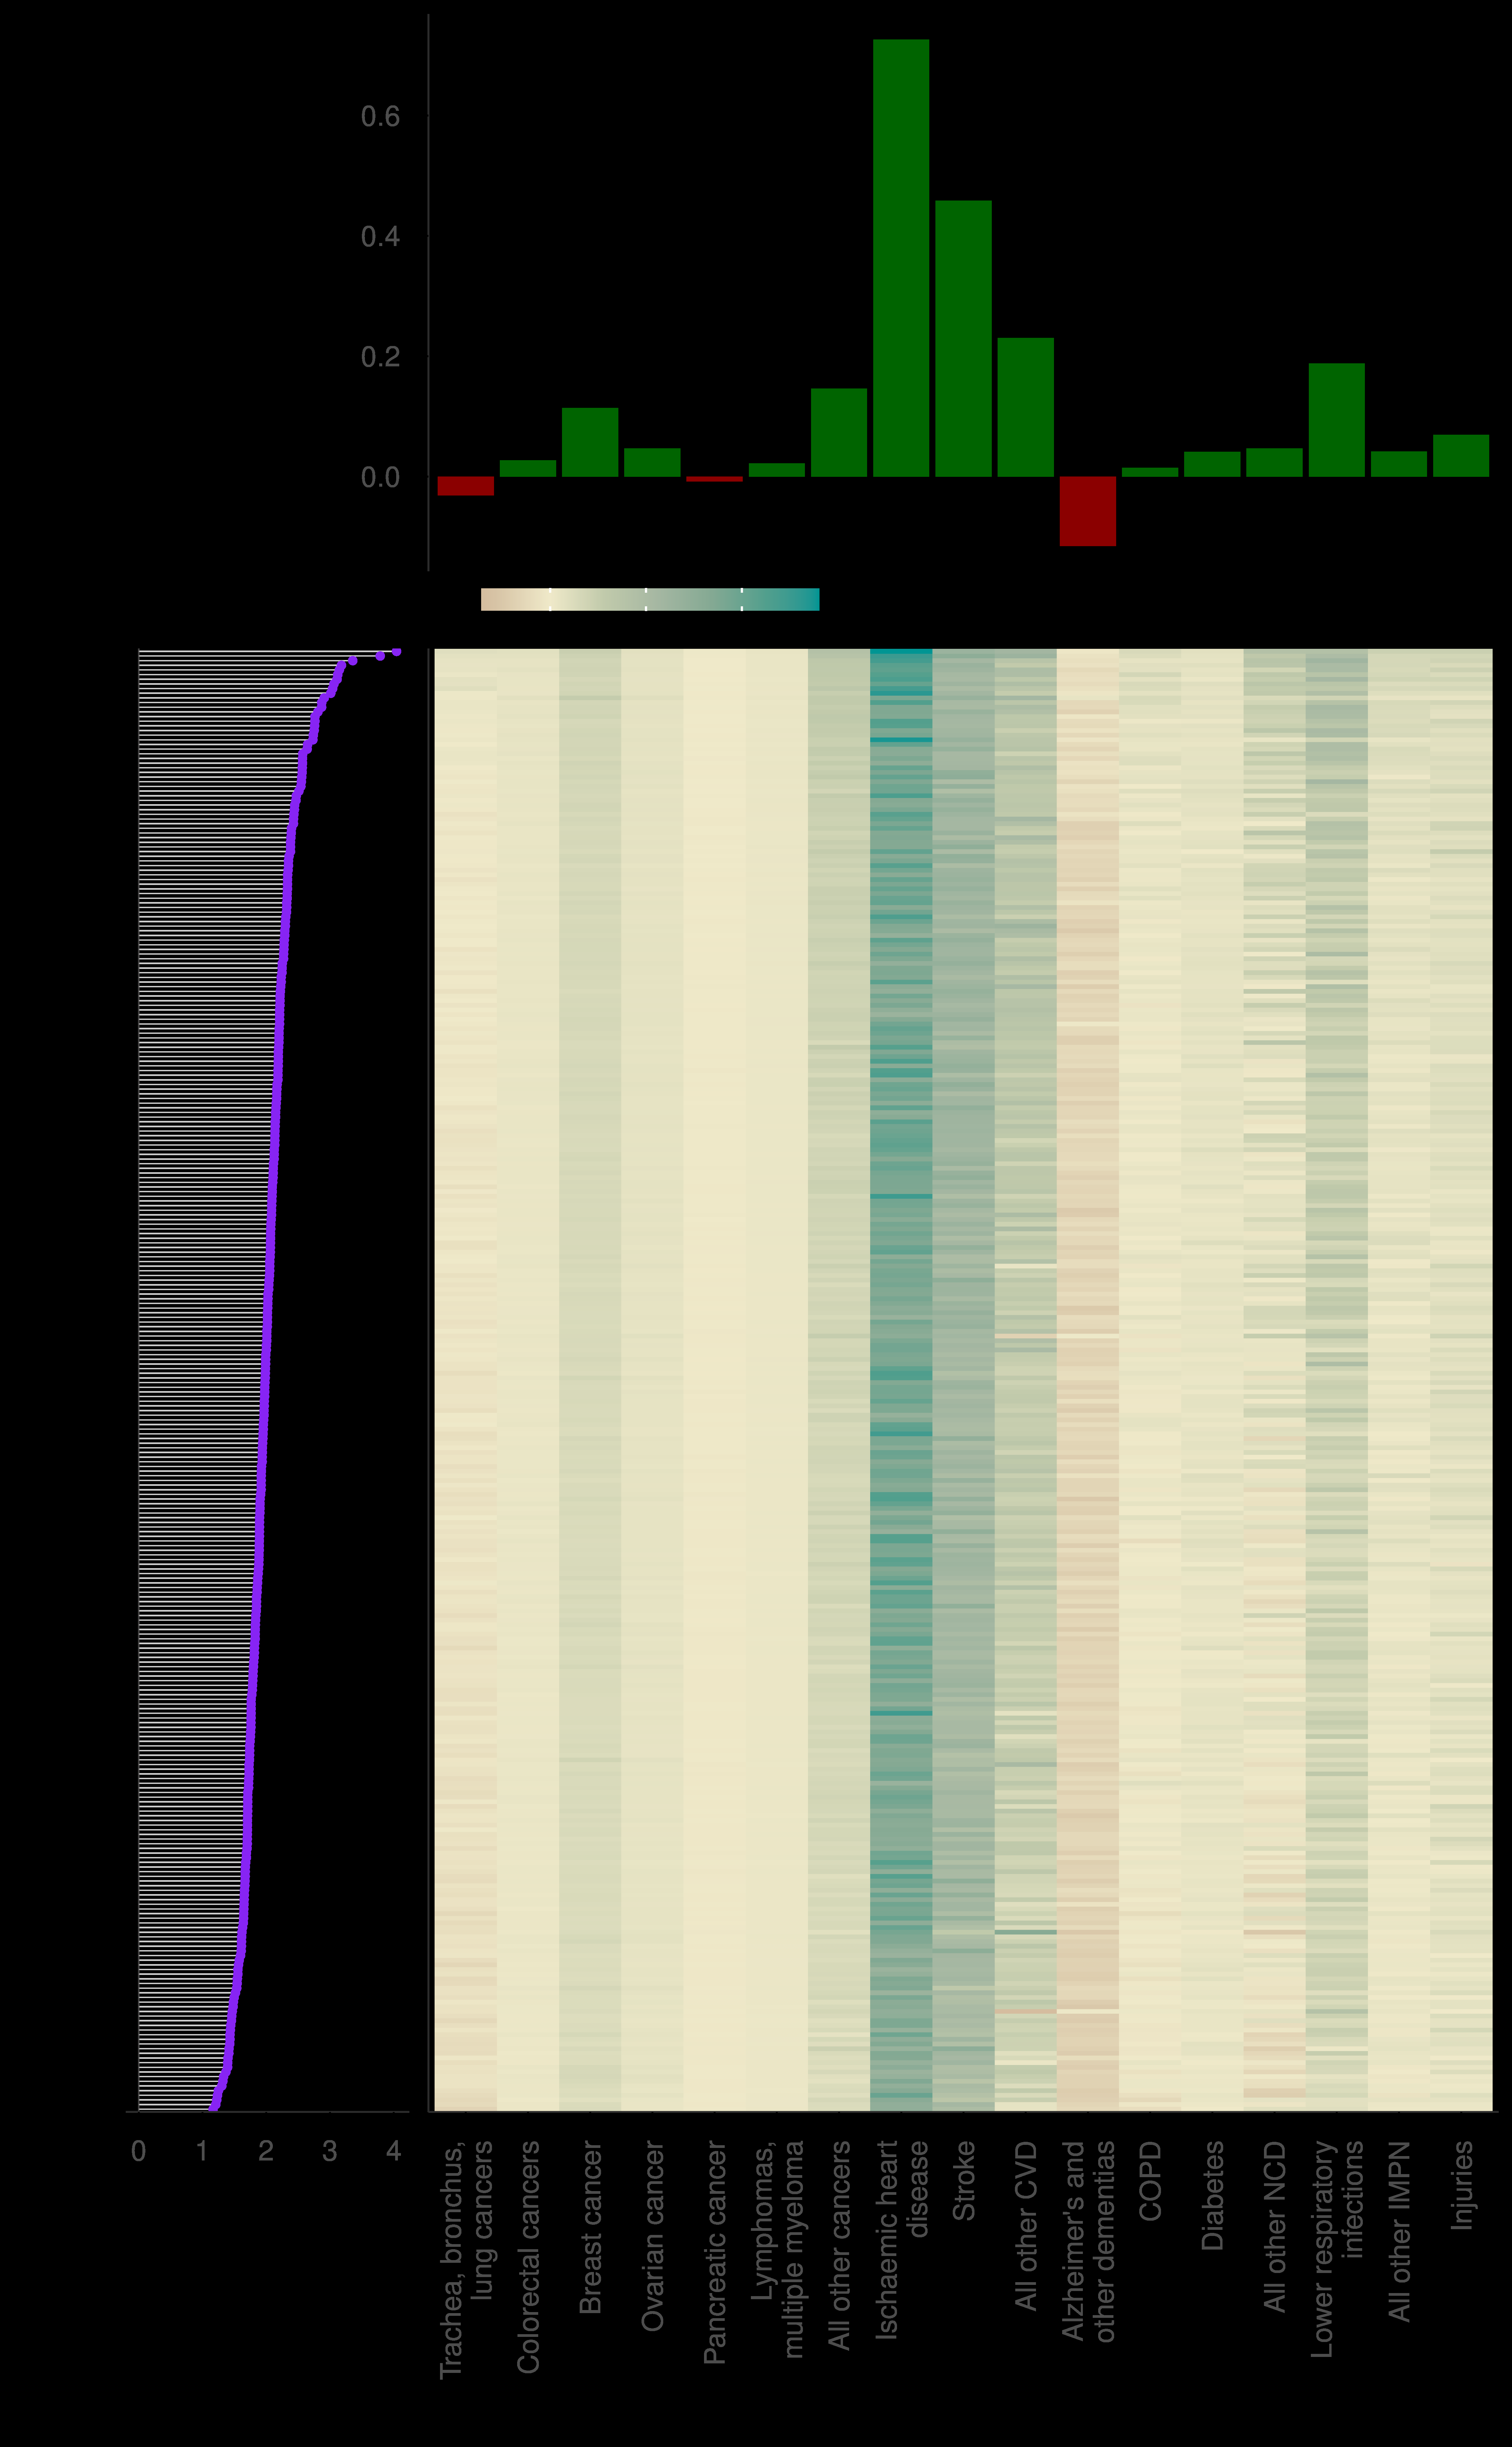 0.6
0.4
0.2
0.0
0 1 2 3 4
Trachea, bronchus,
lung cancers
Colorectal cancers
Breast cancer
Ovarian cancer
Pancreatic cancer
Lymphomas,
multiple myeloma
All other cancers
Ischaemic heart
disease
Stroke
All other CVD
Alzheimer's and
other dementias
COPD
Diabetes
All other NCD
Lower respiratory
infections
All other IMPN
Injuries